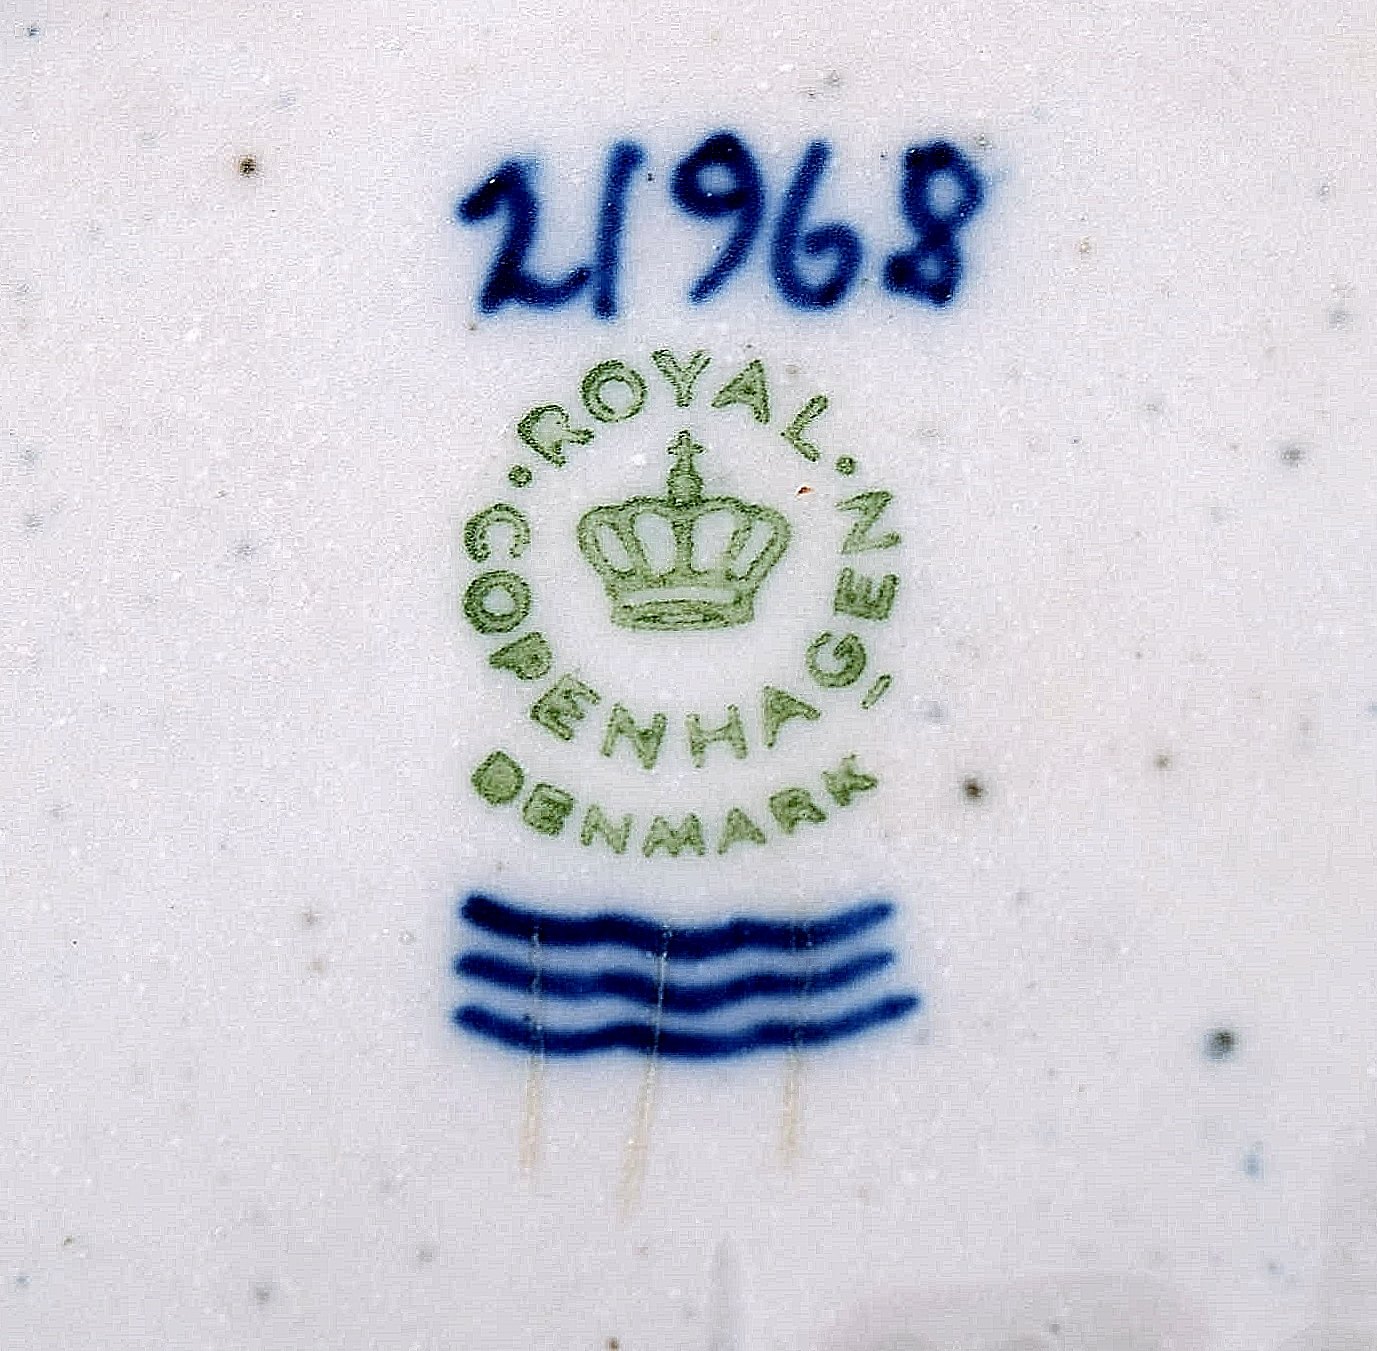 21968
·ROYAL·
COPENHAGEN
DENMARK